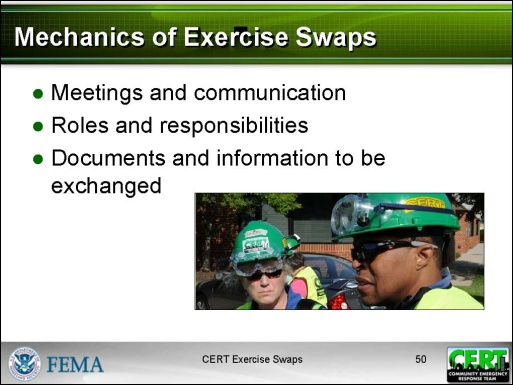 Mechanics of Exercise Swaps
Meetings and communication
Roles and responsibilities
Documents and information to be
exchanged
CERT
FEMA
CERT Exercise Swaps
50
CERT
COMMUNITY EMERGENCY
RESPONSE TEAM